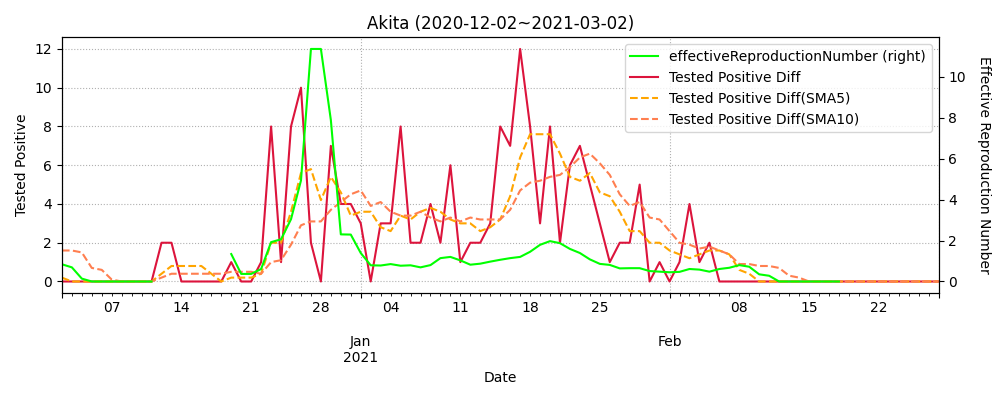 Akita (2020-12-02~2021-03-02)
effectiveReproductionNumber (right)
Tested Positive Diff
Tested Positive Diff(SMA5)
Tested Positive Diff(SMA10)
Tested Positive
12
10
8
6
4
2
0
Effective Reproduction Number
10
8
6
4
2
0
07 14 21 28 04 11 18 25 08 15 22
Jan Feb
2021
Date